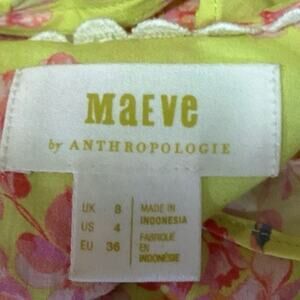 MaEVe
by ANTHROPOLOGIE
UK 8
US 4
EU 36
MADE IN
INDONESIA
FABRIQUÉ
EN
INDONÉSIE